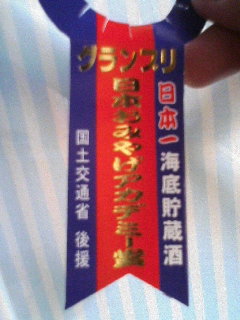 グランプリ
日本一海底貯蔵酒
日本おみやげアカデミー賞
国土交通省 後援